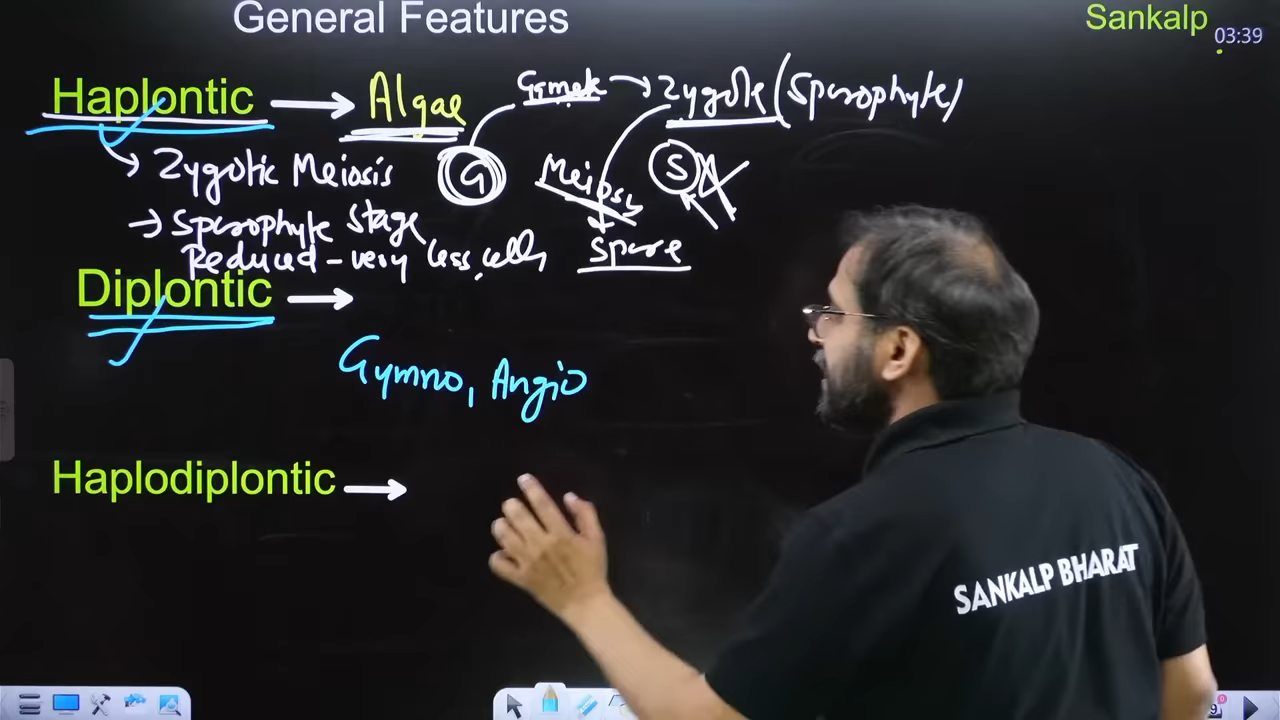 General Features
Sankalp
03:39
Haplontic → Algae
Gamete → Zygote (Sporophyte)
→ Zygotic Meiosis
G
Meiosis
S
→ Sporophyte Stage
Reduced - very less cells
Spore
Diplontic →
Gymno, Angio
Haplodiplontic →
SANKALP BHARAT